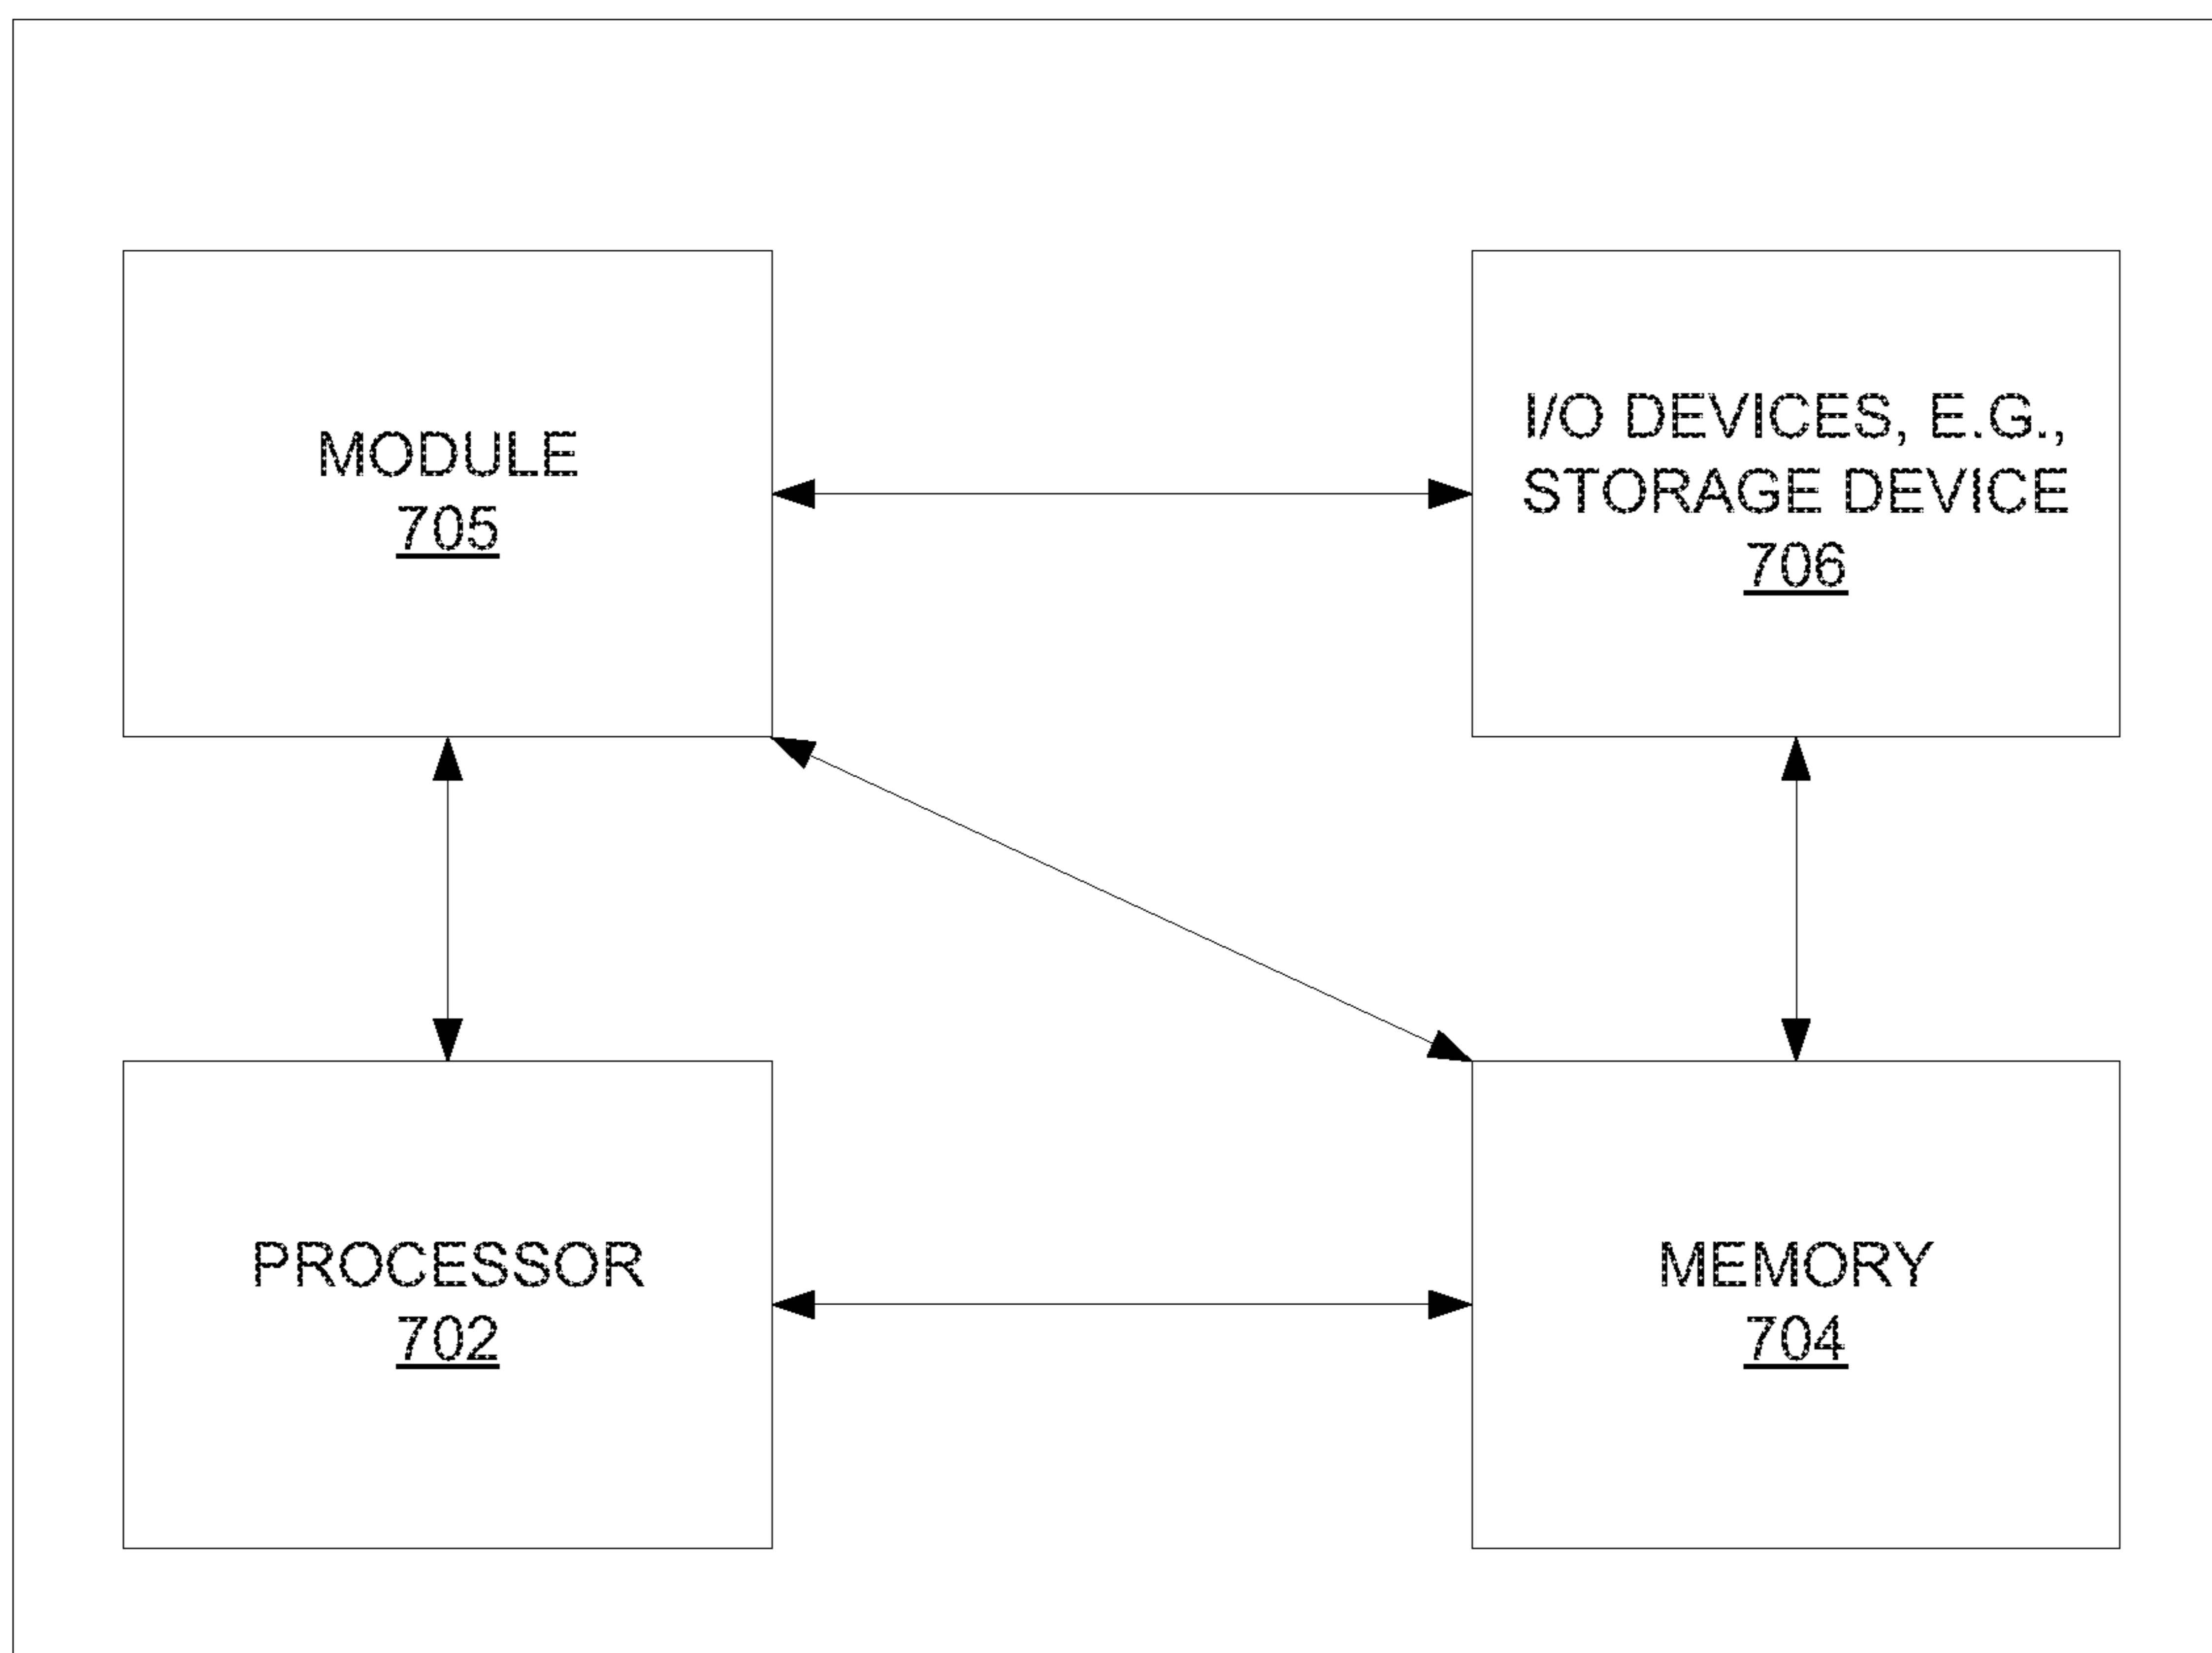 MODULE
705
I/O DEVICES, E.G.,
STORAGE DEVICE
706
PROCESSOR
702
MEMORY
704